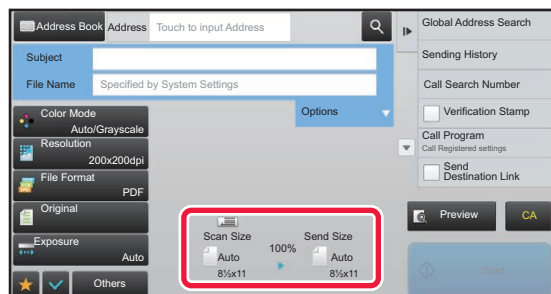 Address Book Address Touch to input Address
Subject
File Name Specified by System Settings
Options
Color Mode
Auto/Grayscale
Resolution
200x200dpi
File Format
PDF
Original
Exposure
Auto
Others
Scan Size
Auto
8½x11
100%
Send Size
Auto
8½x11
Global Address Search
Sending History
Call Search Number
Verification Stamp
Call Program
Call Registered settings
Send
Destination Link
Preview
CA
Start